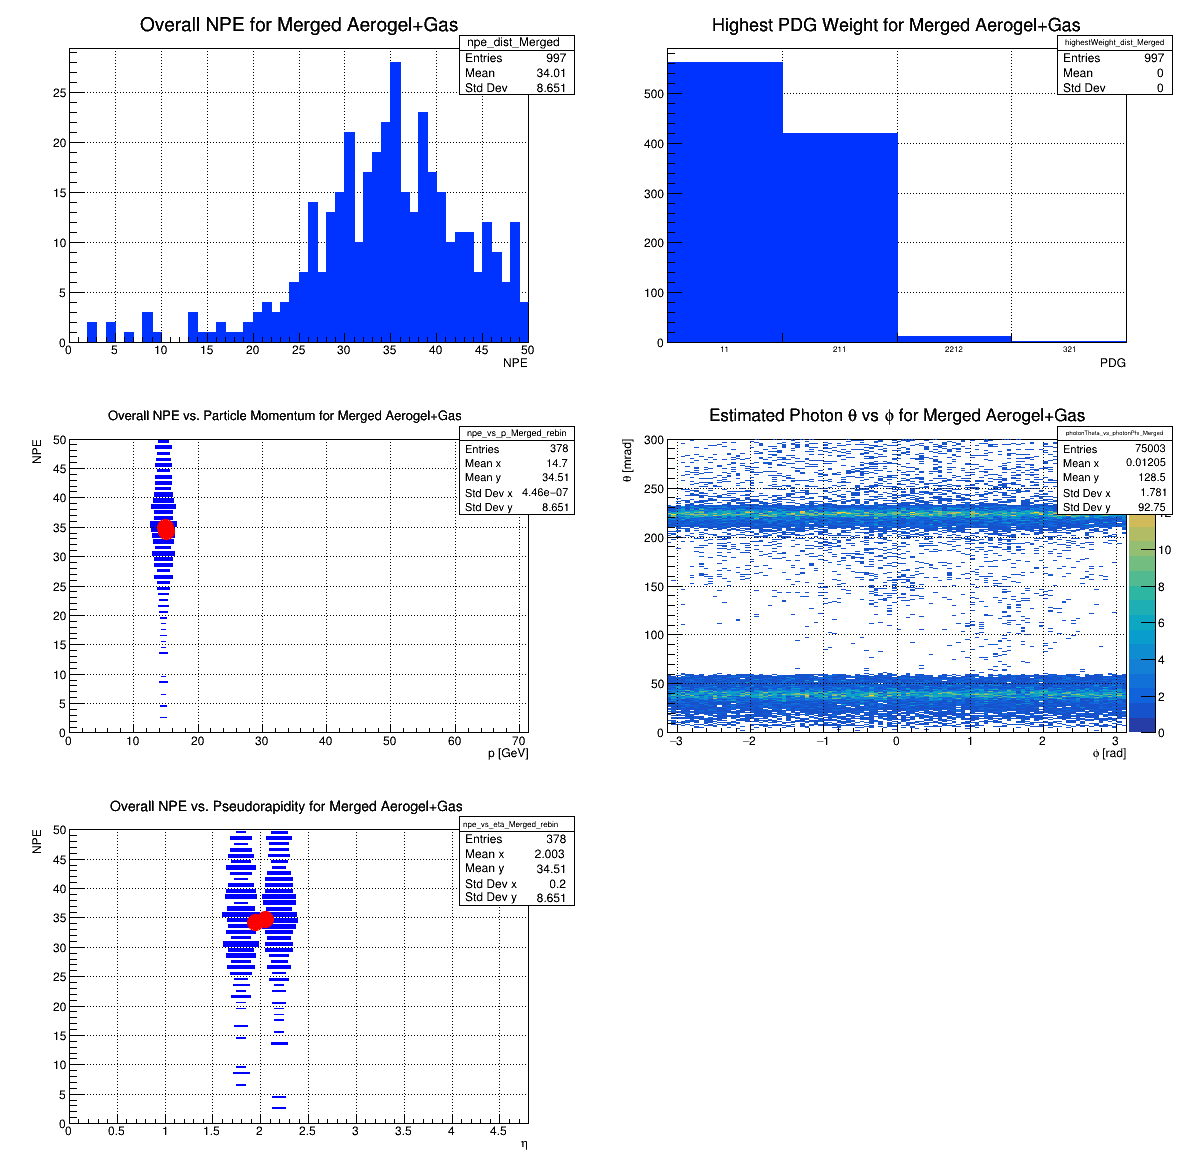 Overall NPE for Merged Aerogel+Gas
npe_dist_Merged
Entries 997
Mean 34.01
Std Dev 8.651
25
20
15
10
5
0
0 5 10 15 20 25 30 35 40 45 50
NPE
Highest PDG Weight for Merged Aerogel+Gas
highestWeight_dist_Merged
Entries 997
Mean 0
Std Dev 0
500
400
300
200
100
0
11 211 2212 321
PDG
Overall NPE vs. Particle Momentum for Merged Aerogel+Gas
npe_vs_p_Merged_rebin
Entries 378
Mean x 14.7
Mean y 34.51
Std Dev x 4.46e−07
Std Dev y 8.651
NPE
50
45
40
35
30
25
20
15
10
5
0
0 10 20 30 40 50 60 70
p [GeV]
Estimated Photon θ vs ϕ for Merged Aerogel+Gas
photonTheta_vs_photonPhi_Merged
Entries 75003
Mean x 0.01205
Mean y 128.5
Std Dev x 1.781
Std Dev y 92.75
θ [mrad]
300
250
200
150
100
50
0
−3 −2 −1 0 1 2 3
ϕ [rad]
10
8
6
4
2
0
Overall NPE vs. Pseudorapidity for Merged Aerogel+Gas
npe_vs_eta_Merged_rebin
Entries 378
Mean x 2.003
Mean y 34.51
Std Dev x 0.2
Std Dev y 8.651
NPE
50
45
40
35
30
25
20
15
10
5
0
0 0.5 1 1.5 2 2.5 3 3.5 4 4.5
η